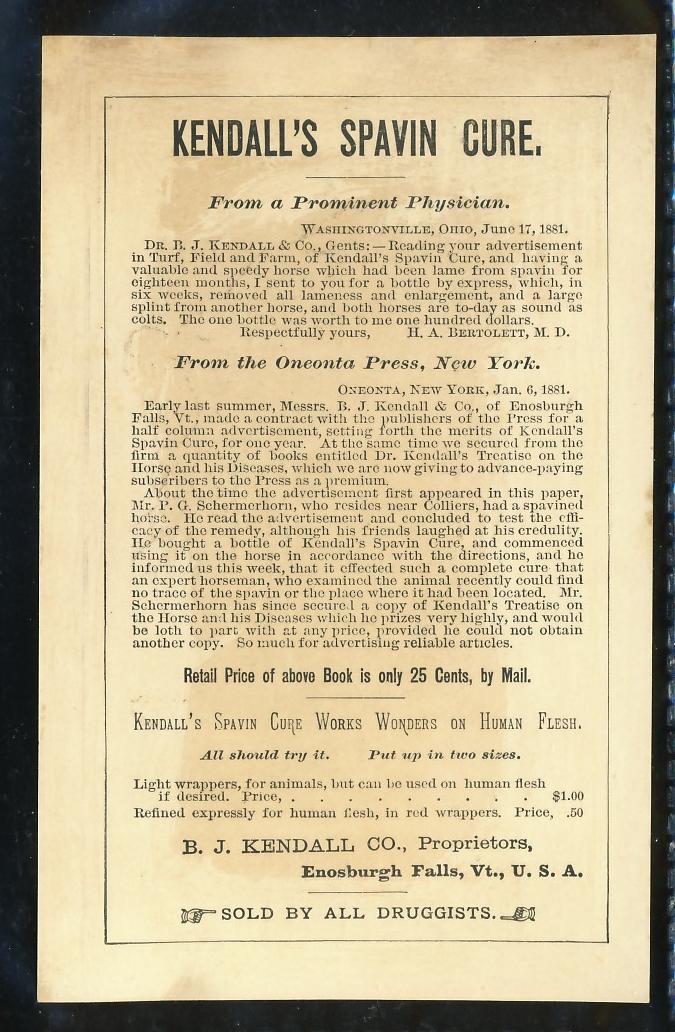 KENDALL'S SPAVIN CURE.
From a Prominent Physician.
WASHINGTONVILLE, OHIO, June 17, 1881.
DR. B. J. KENDALL & CO., Gents:—Reading your advertisement
in Turf, Field and Farm, of Kendall's Spavin Cure, and having a
valuable and speedy horse which had been lame from spavin for
eighteen months, I sent to you for a bottle by express, which, in
six weeks, removed all lameness and enlargement, and a large
splint from another horse, and both horses are to-day as sound as
colts. The one bottle was worth to me one hundred dollars.
Respectfully yours, H. A. BERTOLETT, M. D.
From the Oneonta Press, New York.
ONEONTA, NEW YORK, Jan. 6, 1881.
Early last summer, Messrs. B. J. Kendall & Co., of Enosburgh
Falls, Vt., made a contract with the publishers of the Press for a
half column advertisement, setting forth the merits of Kendall's
Spavin Cure, for one year. At the same time we secured from the
firm a quantity of books entitled Dr. Kendall's Treatise on the
Horse and his Diseases, which we are now giving to advance-paying
subscribers to the Press as a premium.
About the time the advertisement first appeared in this paper,
Mr. P. G. Schermerhorn, who resides near Colliers, had a spavined
horse. He read the advertisement and concluded to test the effi-
cacy of the remedy, although his friends laughed at his credulity.
He bought a bottle of Kendall's Spavin Cure, and commenced
using it on the horse in accordance with the directions, and he
informed us this week, that it effected such a complete cure that
an expert horseman, who examined the animal recently could find
no trace of the spavin or the place where it had been located. Mr.
Schermerhorn has since secured a copy of Kendall's Treatise on
the Horse and his Diseases which he prizes very highly, and would
be loth to part with at any price, provided he could not obtain
another copy. So much for advertising reliable articles.
Retail Price of above Book is only 25 Cents, by Mail.
KENDALL'S SPAVIN CURE WORKS WONDERS ON HUMAN FLESH.
All should try it. Put up in two sizes.
Light wrappers, for animals, but can be used on human flesh
if desired. Price, . . . . . . . . . $1.00
Refined expressly for human flesh, in red wrappers. Price, .50
B. J. KENDALL CO., Proprietors,
Enosburgh Falls, Vt., U. S. A.
SOLD BY ALL DRUGGISTS.